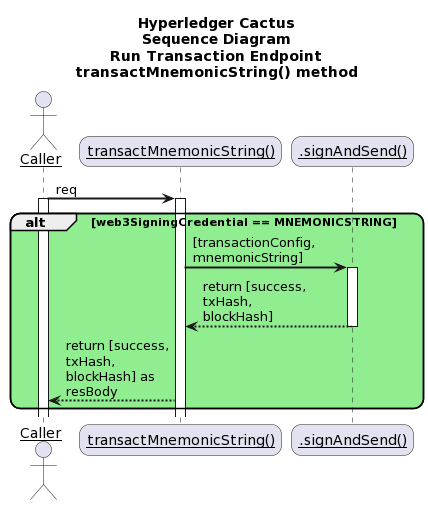 Hyperledger Cactus
Sequence Diagram
Run Transaction Endpoint
transactMnemonicString() method
Caller
transactMnemonicString()
.signAndSend()
req
alt
[web3SigningCredential == MNEMONICSTRING]
[transactionConfig,
mnemonicString]
return [success,
txHash,
blockHash]
return [success,
txHash,
blockHash] as
resBody
Caller
transactMnemonicString()
.signAndSend()